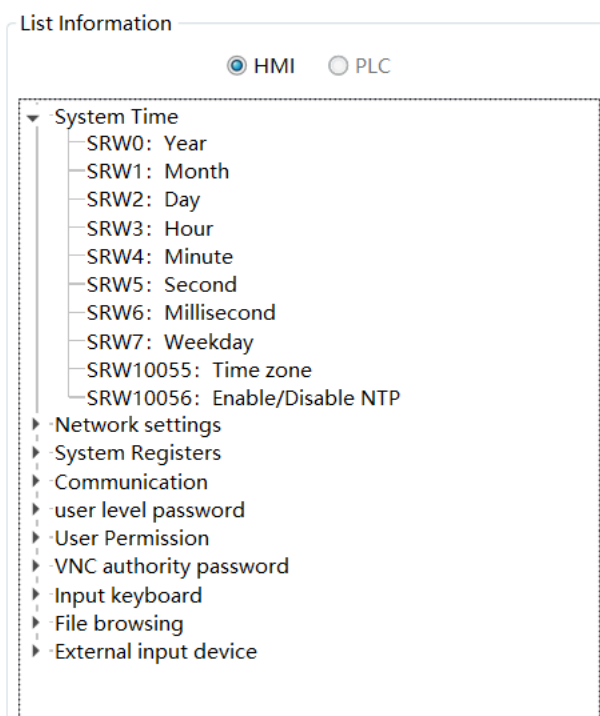 List Information
HMI PLC
System Time
SRW0: Year
SRW1: Month
SRW2: Day
SRW3: Hour
SRW4: Minute
SRW5: Second
SRW6: Millisecond
SRW7: Weekday
SRW10055: Time zone
SRW10056: Enable/Disable NTP
Network settings
System Registers
Communication
user level password
User Permission
VNC authority password
Input keyboard
File browsing
External input device